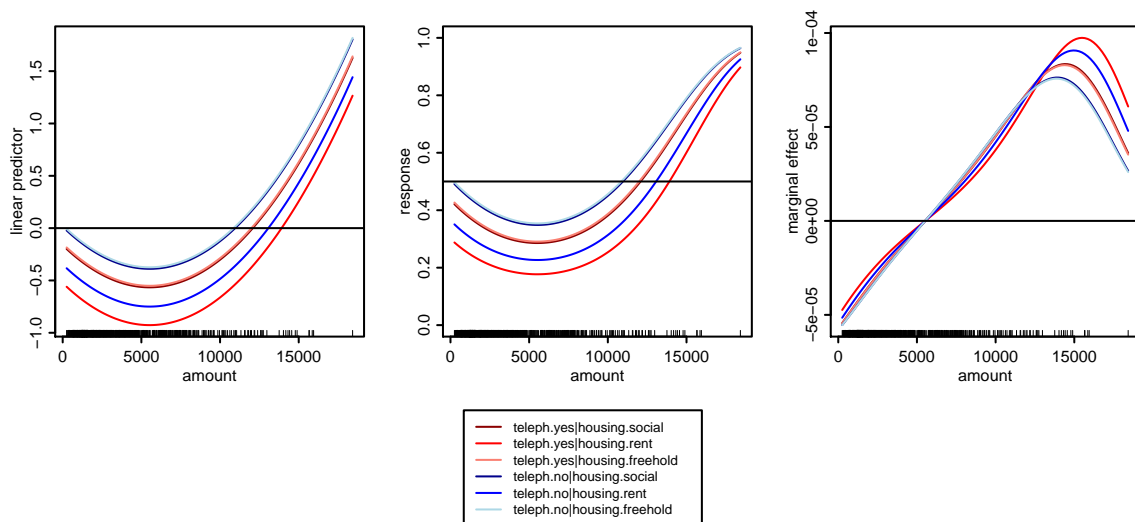 linear predictor
−1.0 −0.5 0.0 0.5 1.0 1.5
0 5000 10000 15000
amount
response
0.0 0.2 0.4 0.6 0.8 1.0
0 5000 10000 15000
amount
marginal effect
−5e−05 0e+00 5e−05 1e−04
0 5000 10000 15000
amount
teleph.yes|housing.social
teleph.yes|housing.rent
teleph.yes|housing.freehold
teleph.no|housing.social
teleph.no|housing.rent
teleph.no|housing.freehold